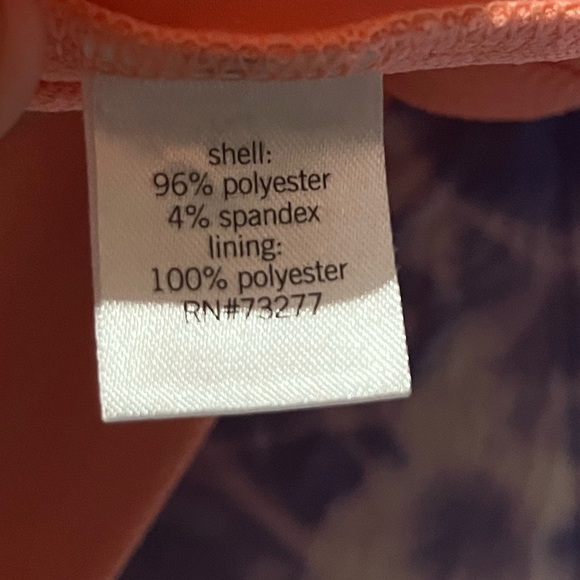 shell:
96% polyester
4% spandex
lining:
100% polyester
RN#73277